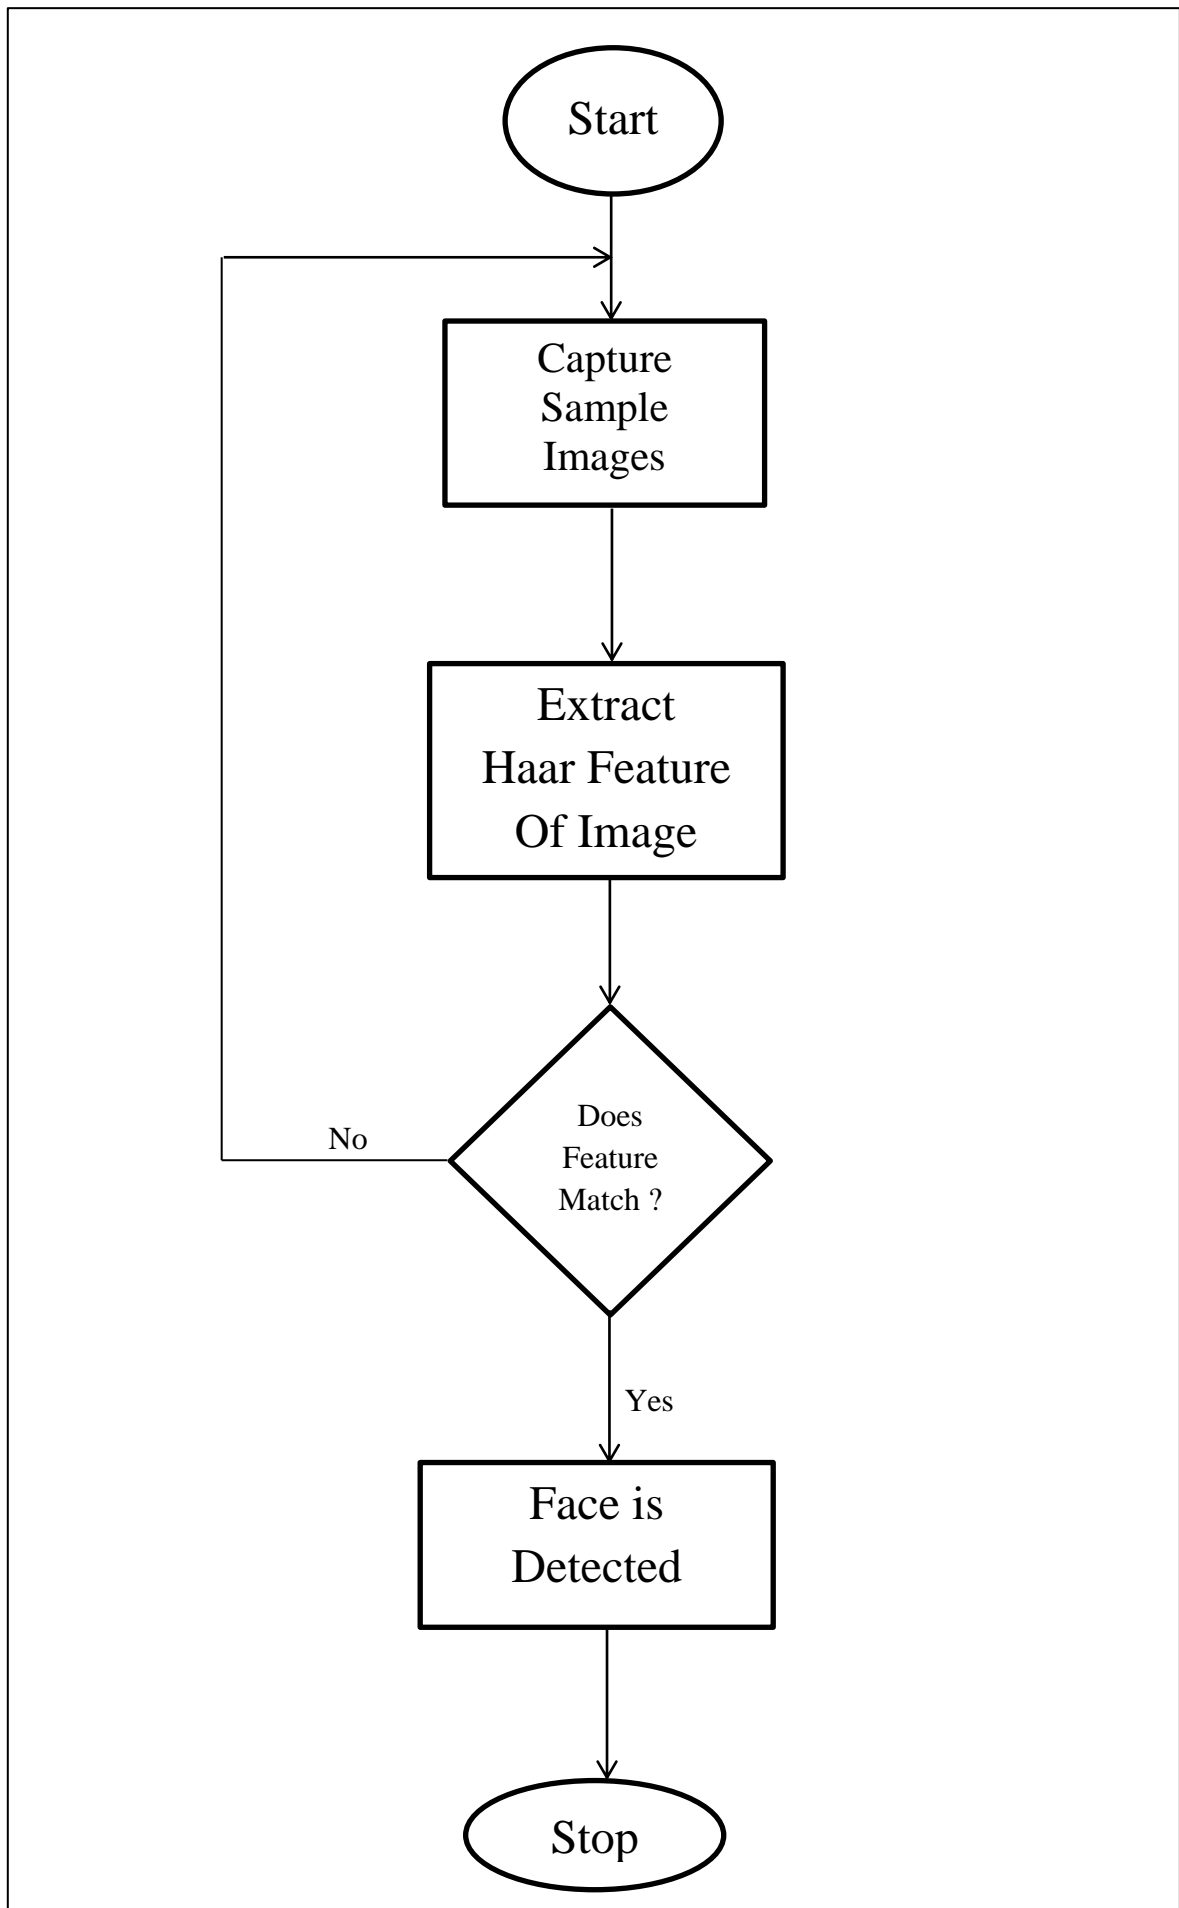 Start
Capture
Sample
Images
Extract
Haar Feature
Of Image
Does
Feature
Match ?
No
Yes
Face is
Detected
Stop